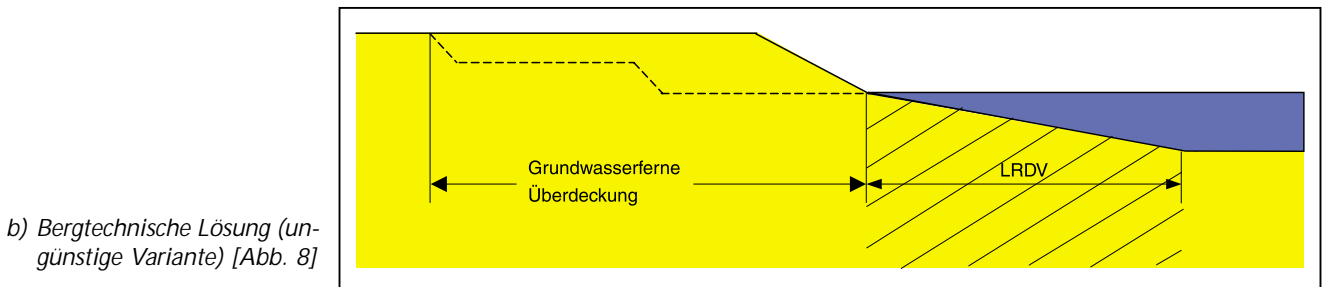 Grundwasserferne
Überdeckung
LRDV
b) Bergtechnische Lösung (un-
günstige Variante) [Abb. 8]